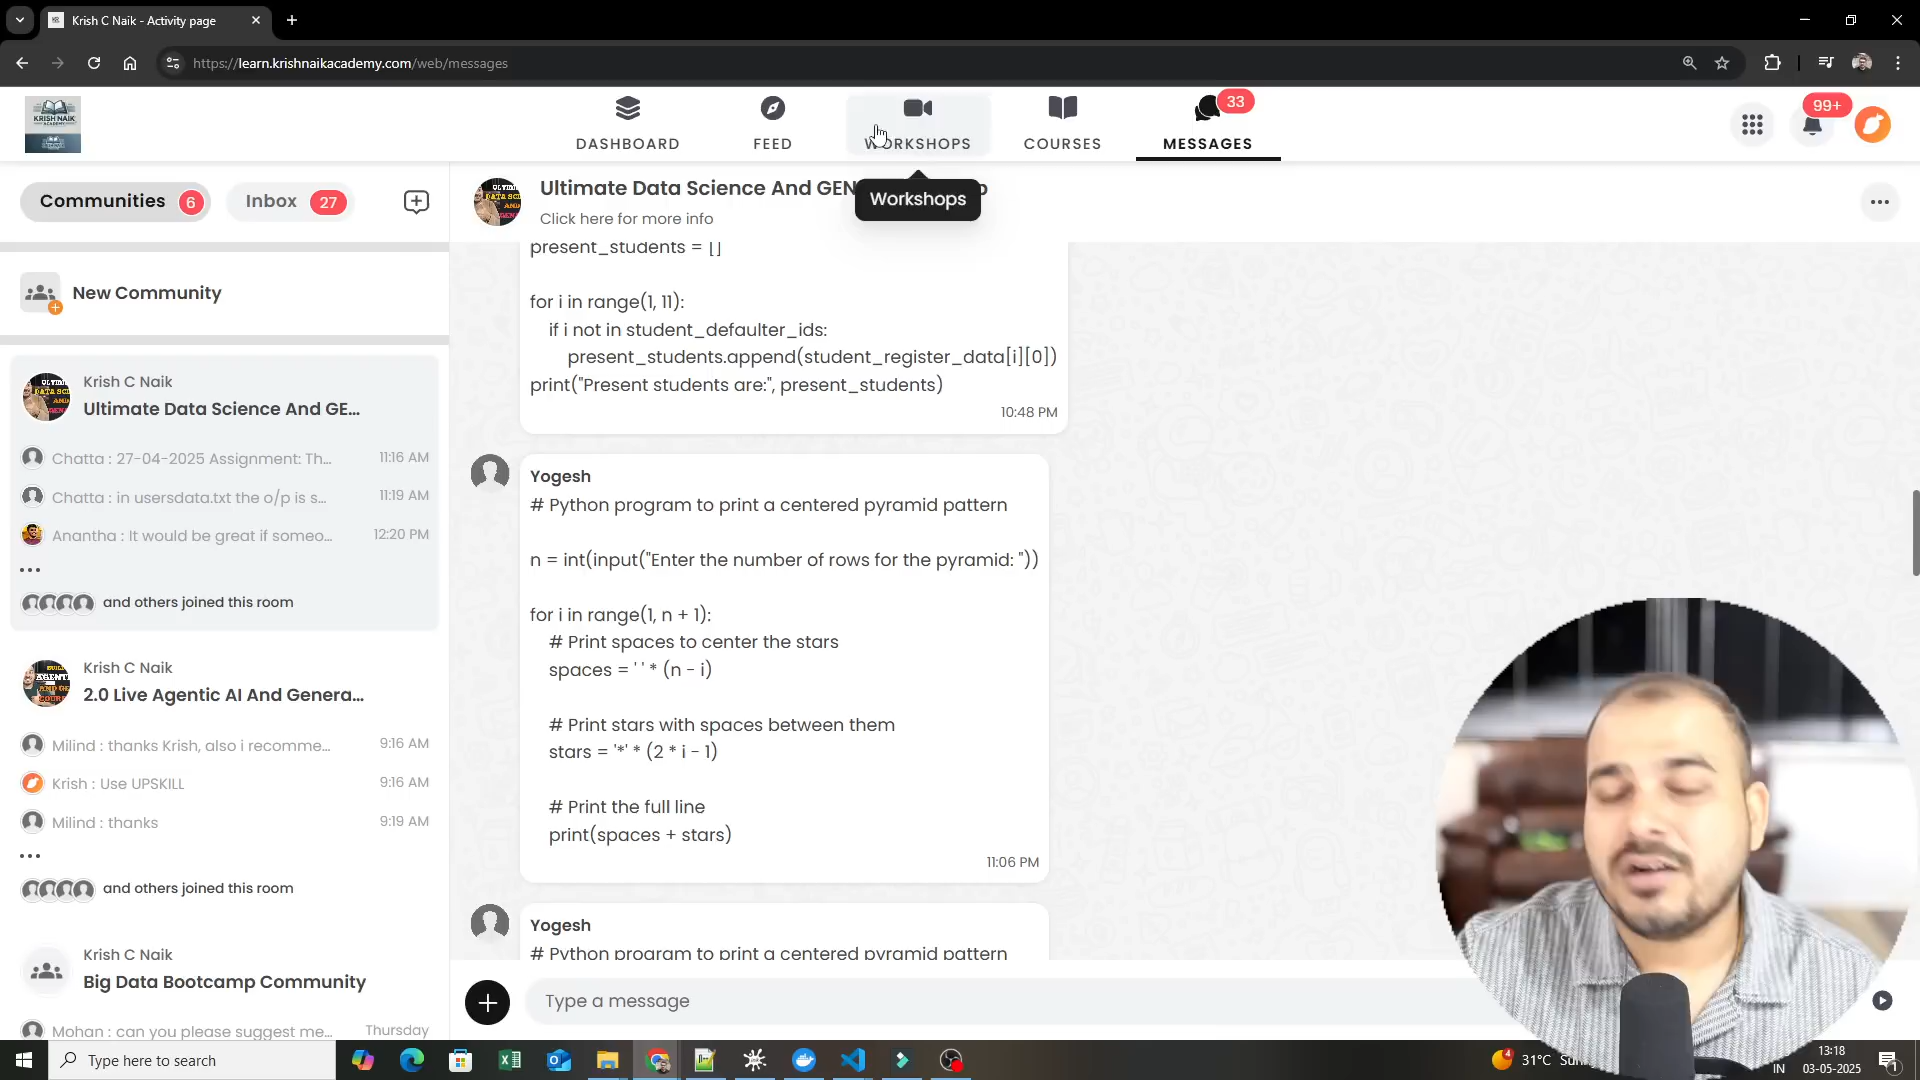 Krish C Naik - Activity page
https://learn.krishnaikacademy.com/web/messages
KRISH NAIK
ACADEMY
DASHBOARD
FEED
WORKSHOPS
COURSES
33
MESSAGES
99+
Communities 6
Inbox 27
Ultimate Data Science And GEN
Workshops
Click here for more info
New Community
Krish C Naik
Ultimate Data Science And GE...
Chatta : 27-04-2025 Assignment: Th... 11:16 AM
Chatta : in usersdata.txt the o/p is s... 11:19 AM
Anantha : It would be great if someo... 12:20 PM
...
and others joined this room
Krish C Naik
2.0 Live Agentic AI And Genera...
Milind : thanks Krish, also i recomme... 9:16 AM
Krish : Use UPSKILL 9:16 AM
Milind : thanks 9:19 AM
...
and others joined this room
Krish C Naik
Big Data Bootcamp Community
Mohan : can you please suggest me... Thursday
present_students = []
for i in range(1, 11):
if i not in student_defaulter_ids:
present_students.append(student_register_data[i][0])
print("Present students are:", present_students)
10:48 PM
Yogesh
# Python program to print a centered pyramid pattern
n = int(input("Enter the number of rows for the pyramid: "))
for i in range(1, n + 1):
# Print spaces to center the stars
spaces = ' ' * (n - i)
# Print stars with spaces between them
stars = '*' * (2 * i - 1)
# Print the full line
print(spaces + stars)
11:06 PM
Yogesh
# Python program to print a centered pyramid pattern
Type a message
Type here to search
4
31°C
IN
13:18
03-05-2025
1